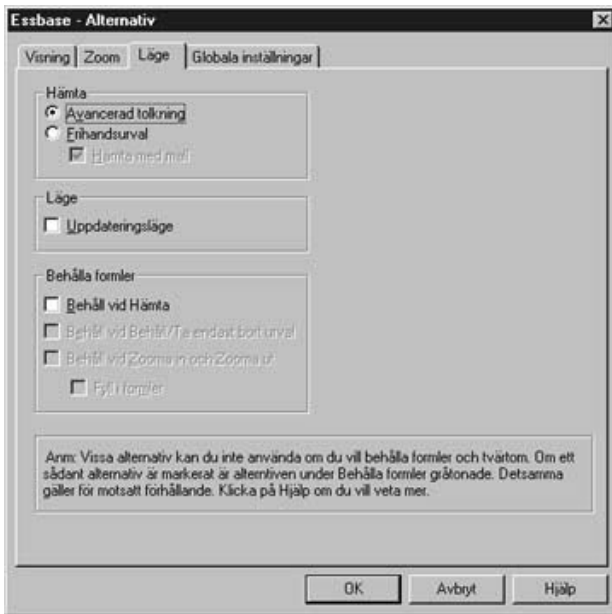 Essbase - Alternativ
Visning Zoom Läge Globala inställningar
Hämta
Avancerad tolkning
Frihandsurval
Hämta med mall
Läge
Uppdateringsläge
Behålla formler
Behåll vid Hämta
Behåll vid Behåll/Ta endast bort urval
Behåll vid Zooma in och Zooma ut
Fyll i formler
Anm: Vissa alternativ kan du inte använda om du vill behålla formler och tvärtom. Om ett
sådant alternativ är markerat är alterntiven under Behålla formler gråtonade. Detsamma
gäller för motsatt förhållande. Klicka på Hjälp om du vill veta mer.
OK Avbryt Hjälp